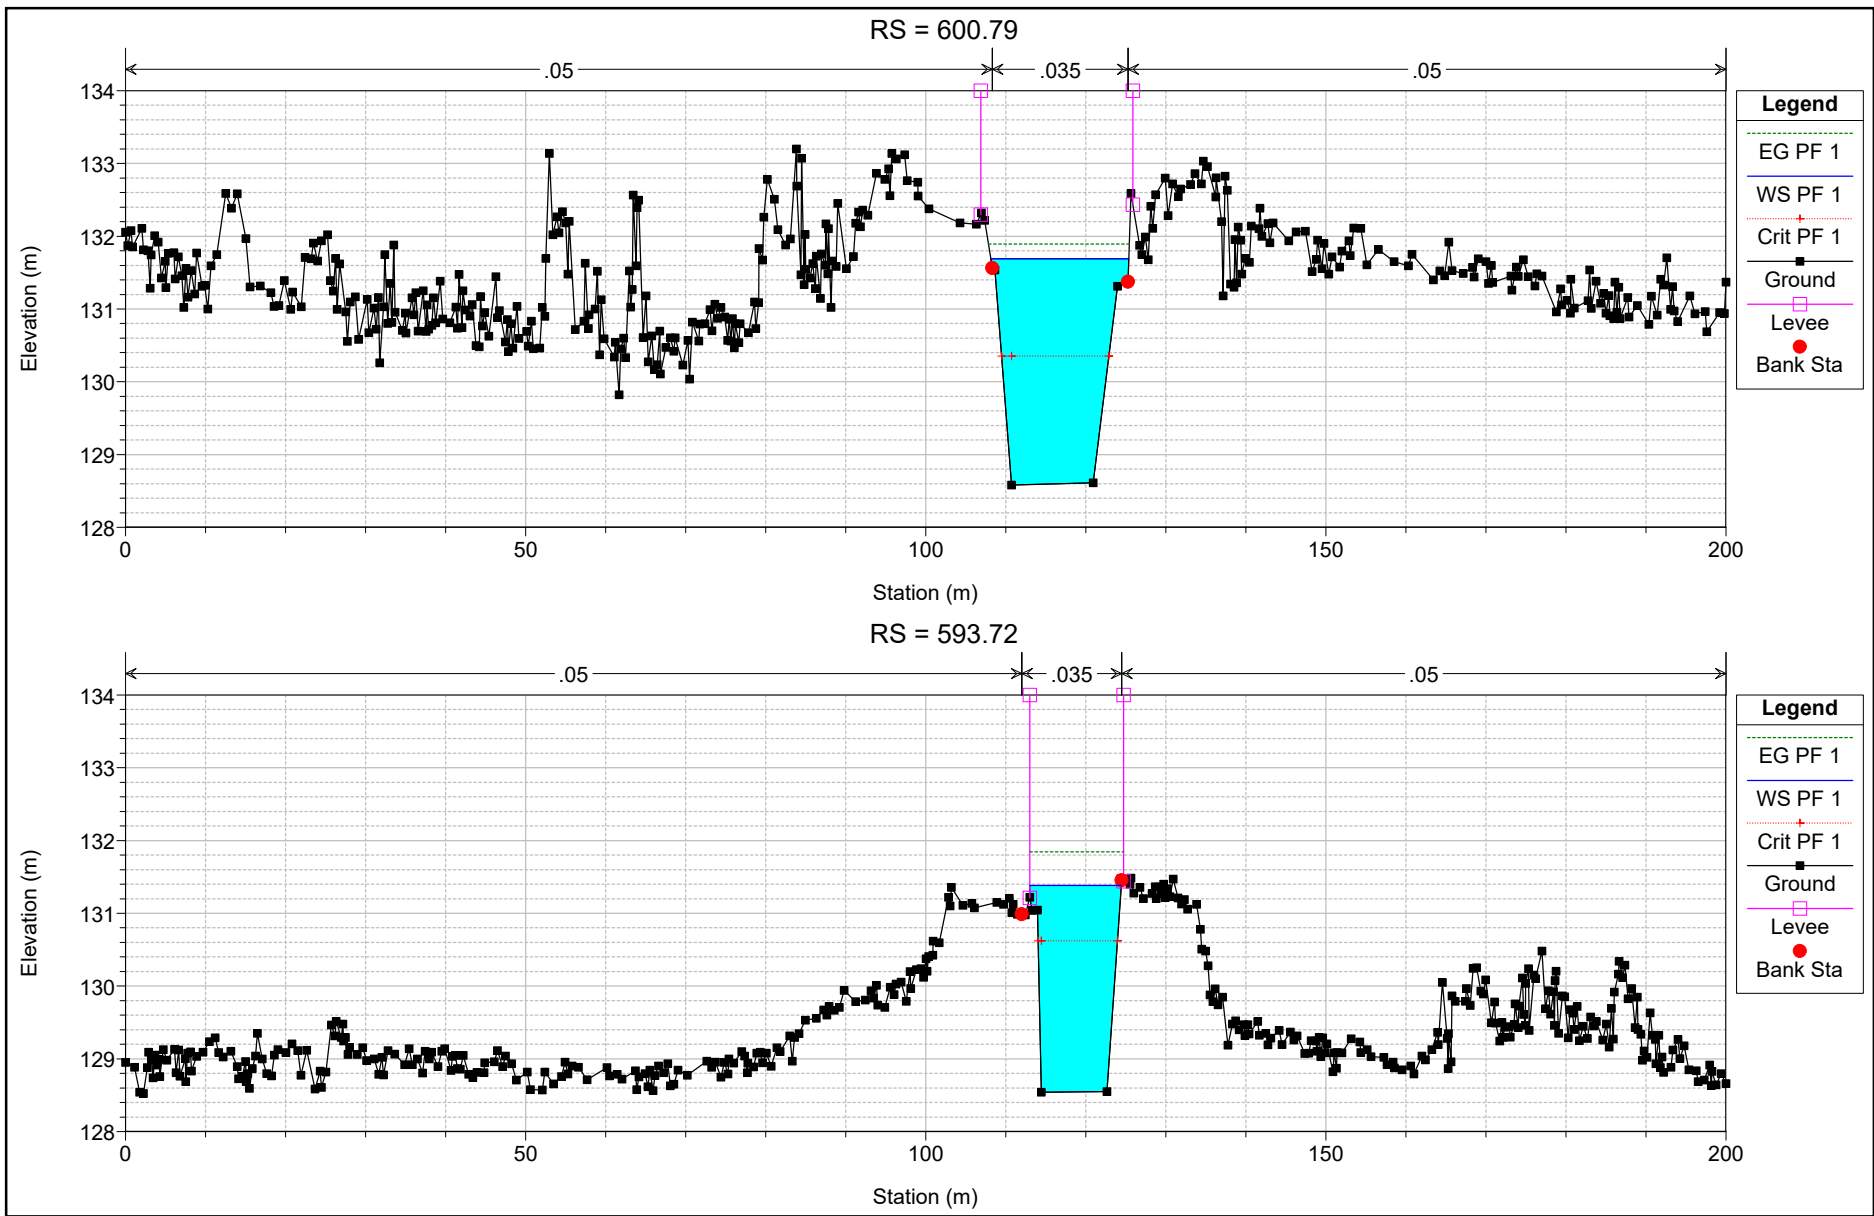 RS = 600.79
.05 .035 .05
134
133
132
131
130
129
128
0 50 100 150 200
Elevation (m)
Station (m)
Legend
EG PF 1
WS PF 1
Crit PF 1
Ground
Levee
Bank Sta
RS = 593.72
.05 .035 .05
134
133
132
131
130
129
128
0 50 100 150 200
Elevation (m)
Station (m)
Legend
EG PF 1
WS PF 1
Crit PF 1
Ground
Levee
Bank Sta